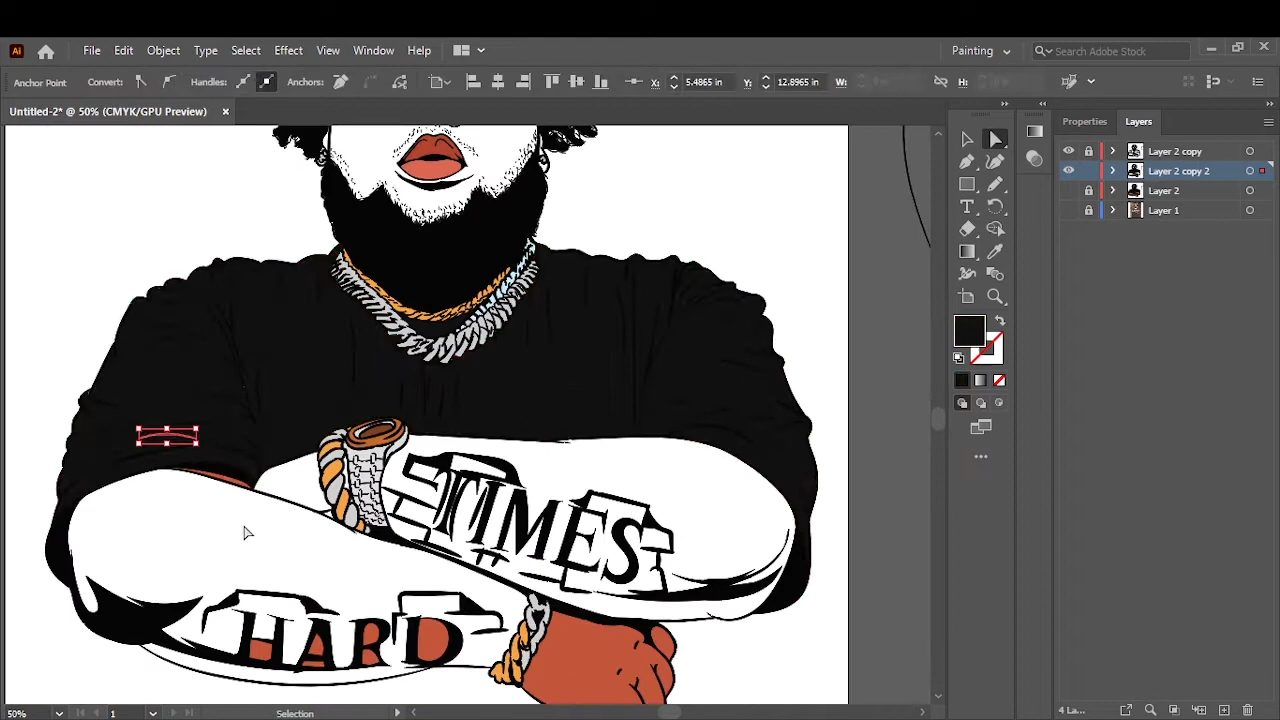 Ai File Edit Object Type Select Effect View Window Help Painting Search Adobe Stock
Anchor Point Convert: Handles: Anchors: X: 5.4865 in Y: 12.8965 in W: H:
Untitled-2* @ 50% (CMYK/GPU Preview) ×
Properties Layers
Layer 2 copy
Layer 2 copy 2
Layer 2
Layer 1
TIMES
HARD
50% 1 Selection 4 La...